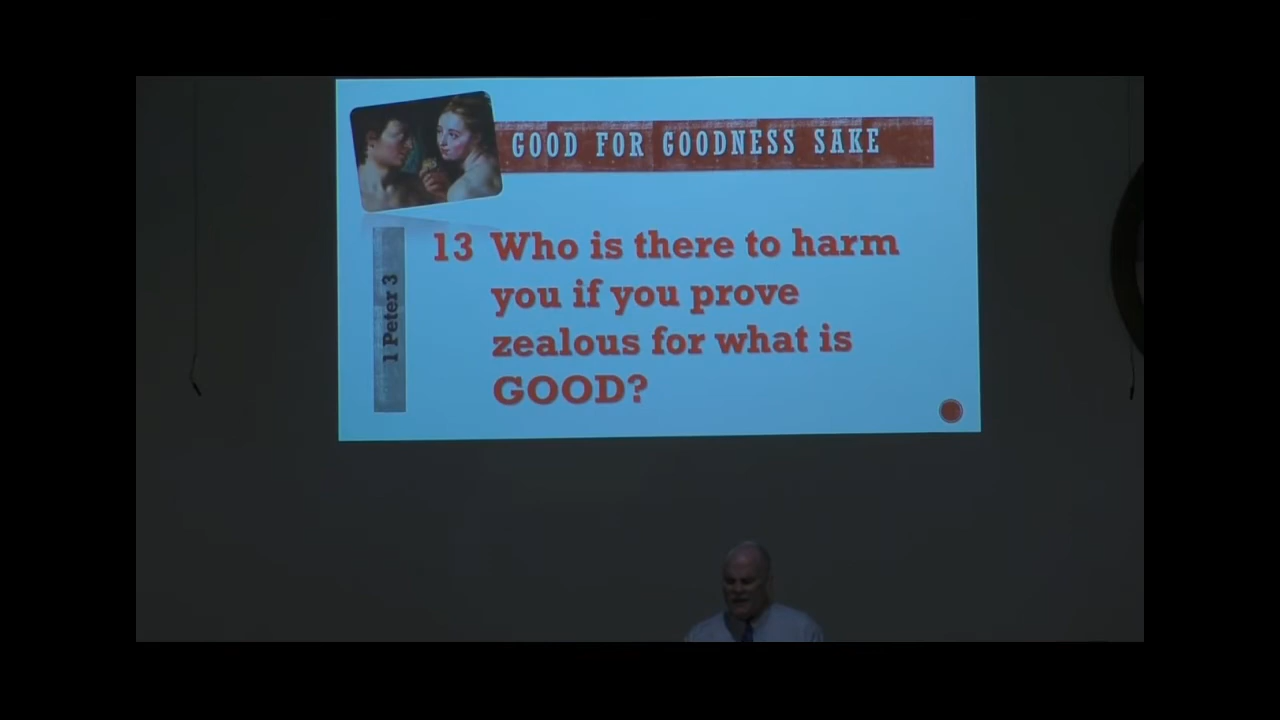 GOOD FOR GOODNESS SAKE
1 Peter 3
13 Who is there to harm
you if you prove
zealous for what is
GOOD?